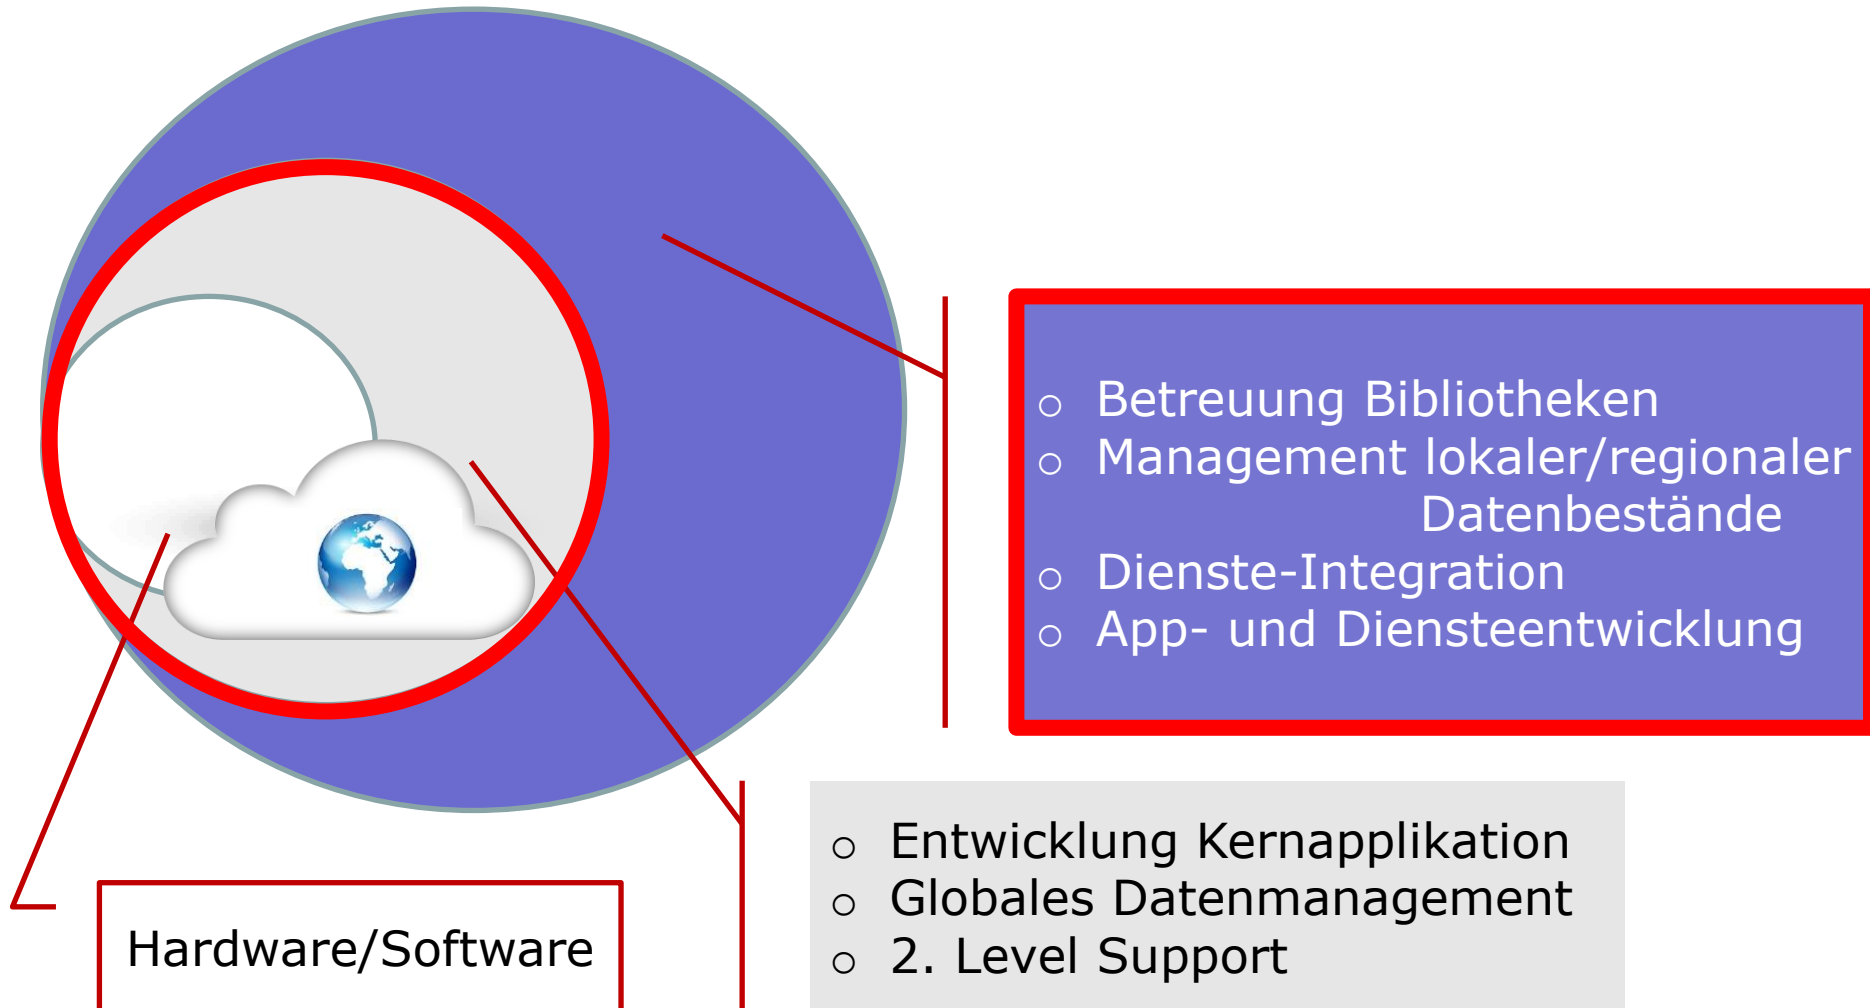 ○ Betreuung Bibliotheken
○ Management lokaler/regionaler
Datenbestände
○ Dienste-Integration
○ App- und Diensteentwicklung
○ Entwicklung Kernapplikation
○ Globales Datenmanagement
○ 2. Level Support
Hardware/Software